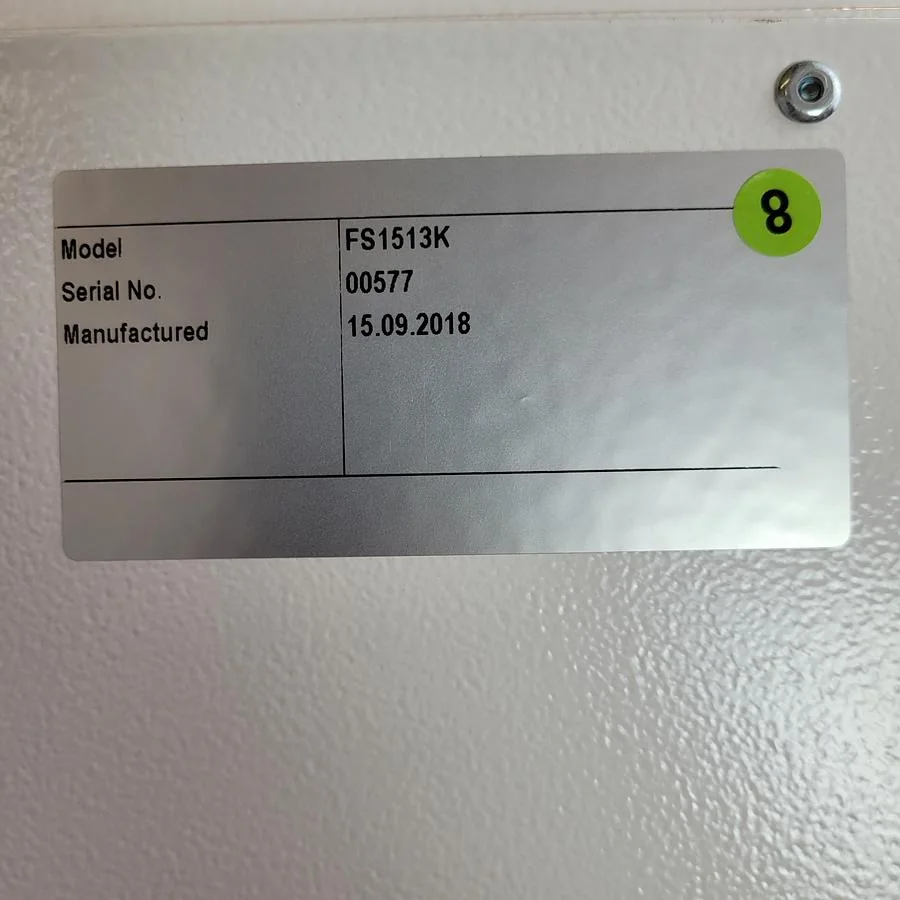 8
Model FS1513K
Serial No. 00577
Manufactured 15.09.2018